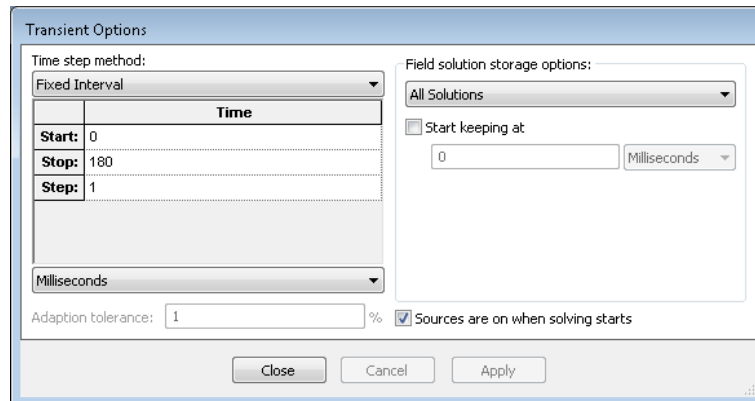 Transient Options
Time step method:
Fixed Interval
Time
Start: 0
Stop: 180
Step: 1
Milliseconds
Adaption tolerance: 1 %
Field solution storage options:
All Solutions
Start keeping at
0 Milliseconds
Sources are on when solving starts
Close Cancel Apply